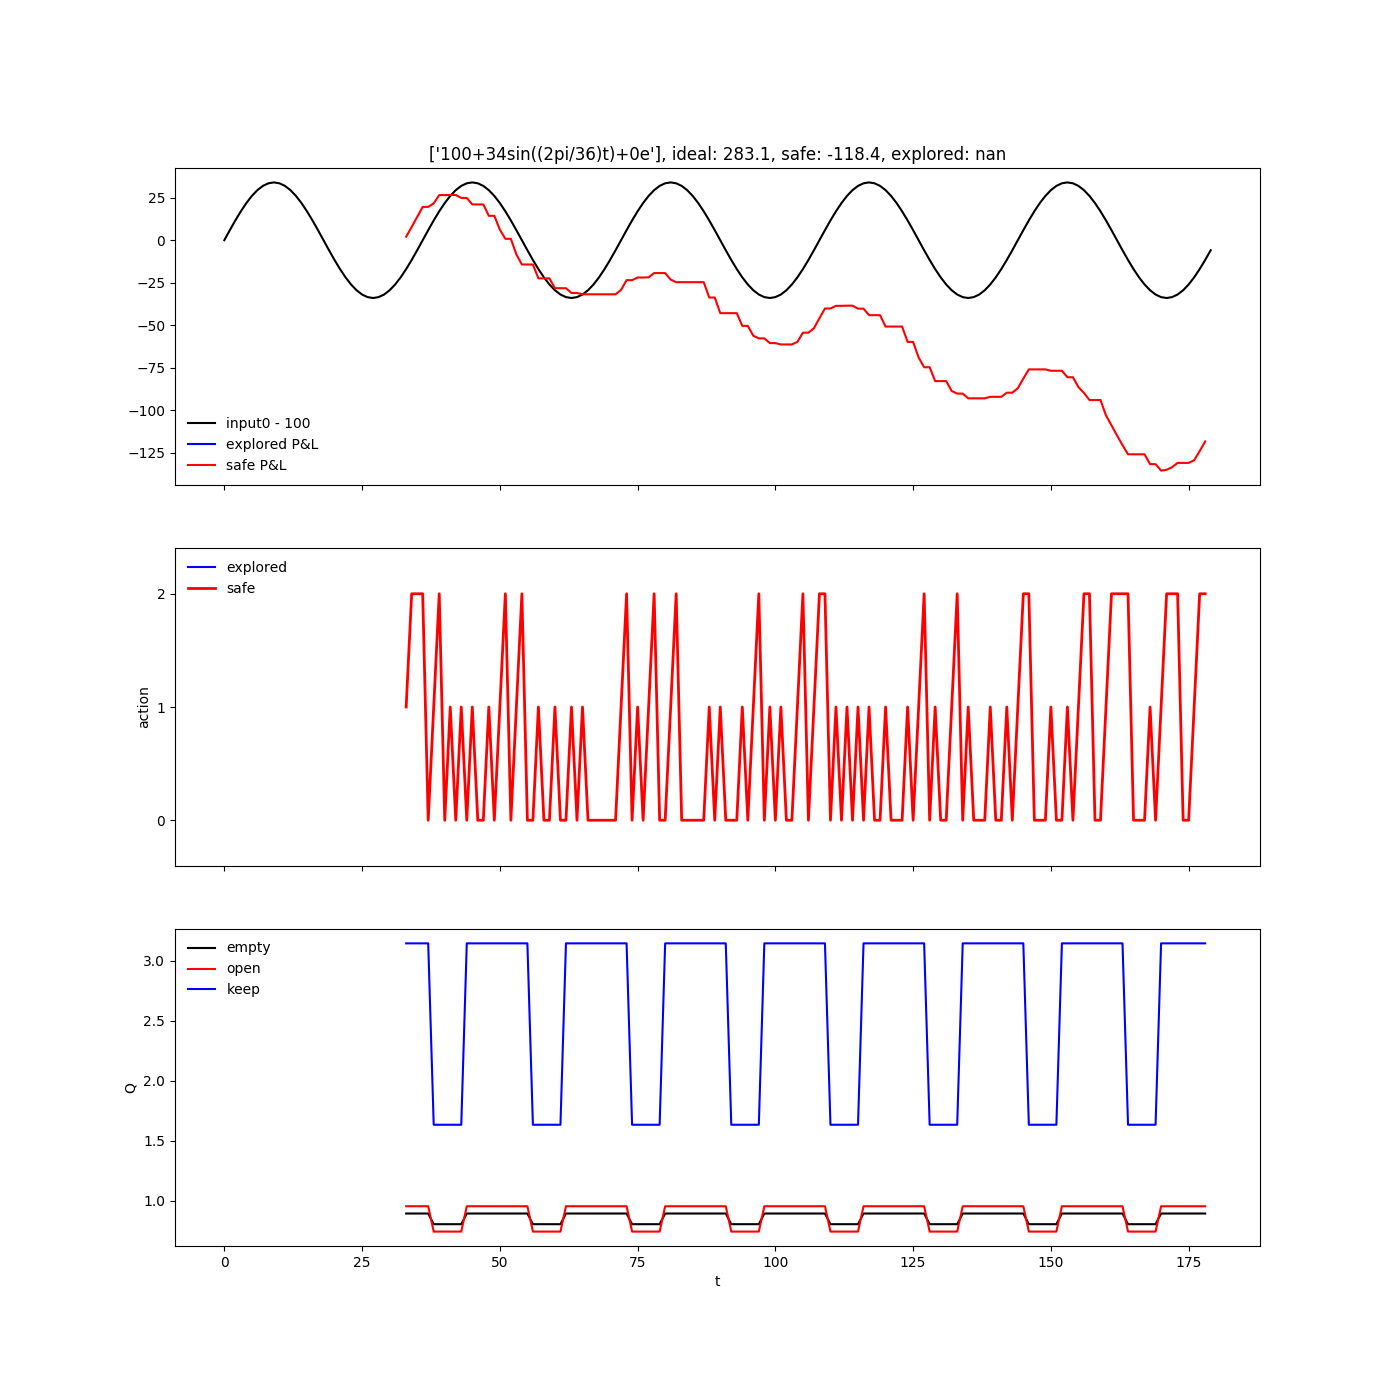 ['100+34sin((2pi/36)t)+0e'], ideal: 283.1, safe: -118.4, explored: nan
25
0
−25
−50
−75
−100
−125
input0 - 100
explored P&L
safe P&L
explored
safe
2
1
0
action
empty
open
keep
3.0
2.5
2.0
1.5
1.0
Q
0 25 50 75 100 125 150 175
t